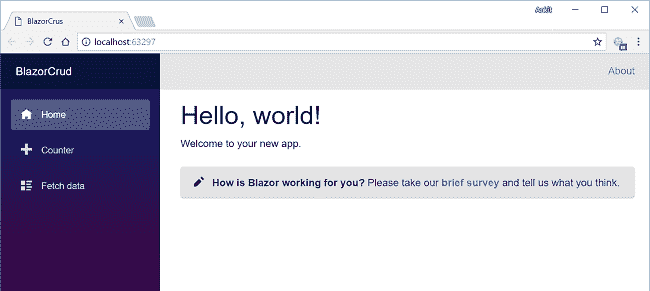 Ankit
BlazorCrus
localhost:63297
BlazorCrud
About
Home
Hello, world!
Welcome to your new app.
Counter
How is Blazor working for you? Please take our brief survey and tell us what you think.
Fetch data